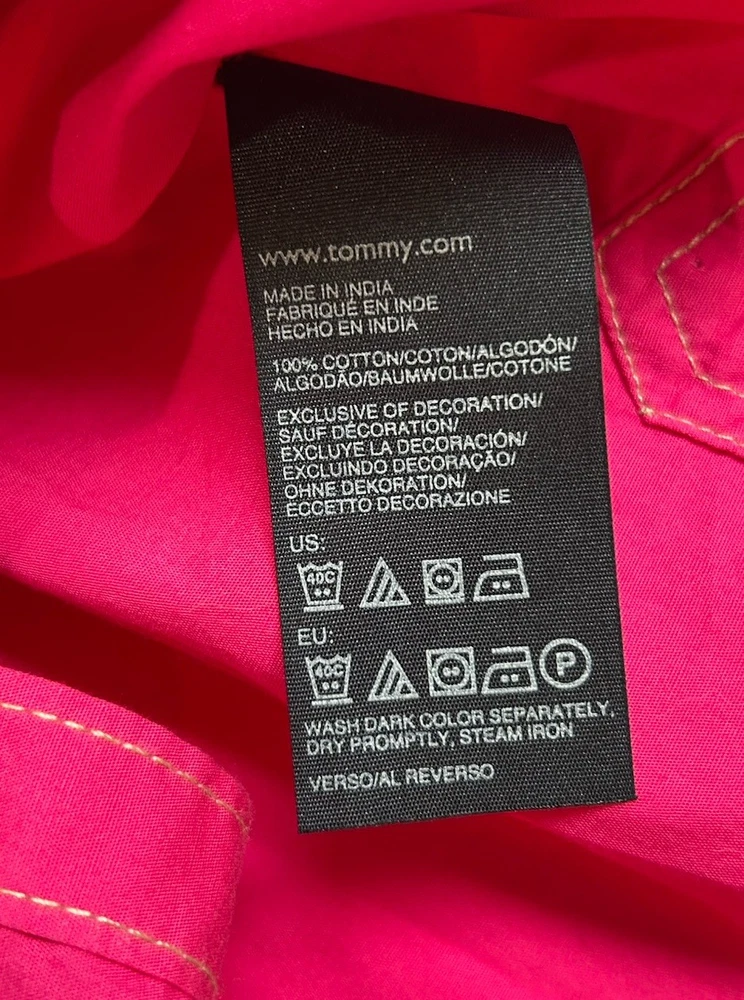 www.tommy.com
MADE IN INDIA
FABRIQUÉ EN INDE
HECHO EN INDIA
100% COTTON/COTON/ALGODÓN/
ALGODÃO/BAUMWOLLE/COTONE
EXCLUSIVE OF DECORATION/
SAUF DÉCORATION/
EXCLUYE LA DECORACIÓN/
EXCLUINDO DECORAÇÃO/
OHNE DEKORATION/
ECCETTO DECORAZIONE
US:
40C
EU:
40C P
WASH DARK COLOR SEPARATELY,
DRY PROMPTLY, STEAM IRON
VERSO/AL REVERSO